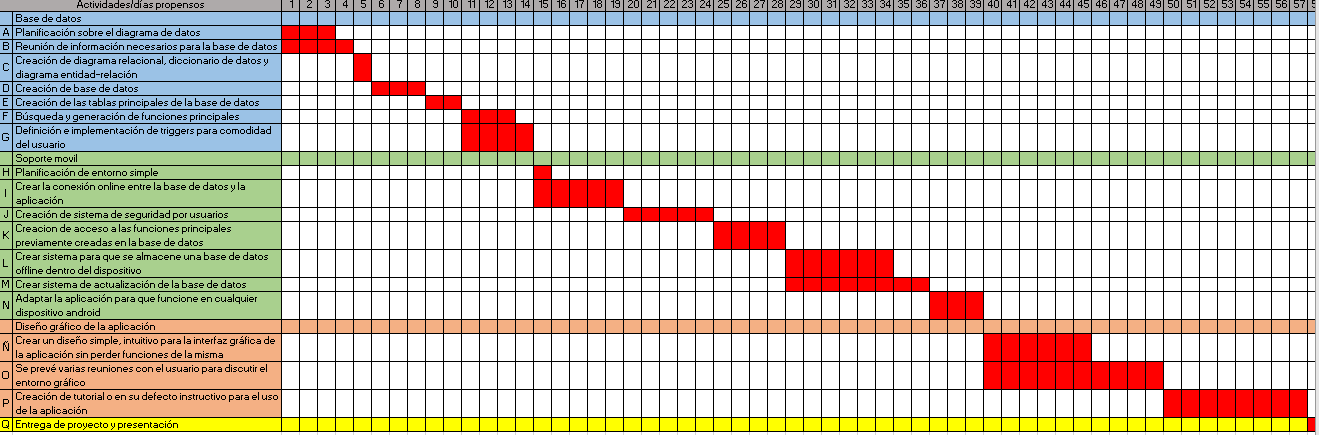 Actividades/días propensos 1 2 3 4 5 6 7 8 9 10 11 12 13 14 15 16 17 18 19 20 21 22 23 24 25 26 27 28 29 30 31 32 33 34 35 36 37 38 39 40 41 42 43 44 45 46 47 48 49 50 51 52 53 54 55 56 57
Base de datos
A Planificación sobre el diagrama de datos
B Reunión de información necesarios para la base de datos
C Creación de diagrama relacional, diccionario de datos y
diagrama entidad-relación
D Creación de base de datos
E Creación de las tablas principales de la base de datos
F Búsqueda y generación de funciones principales
G Definición e implementación de triggers para comodidad
del usuario
Soporte movil
H Planificación de entorno simple
I Crear la conexión online entre la base de datos y la
aplicación
J Creación de sistema de seguridad por usuarios
K Creacion de acceso a las funciones principales
previamente creadas en la base de datos
L Crear sistema para que se almacene una base de datos
offline dentro del dispositivo
M Crear sistema de actualización de la base de datos
N Adaptar la aplicación para que funcione en cualquier
dispositivo android
Diseño gráfico de la aplicación
Ñ Crear un diseño simple, intuitivo para la interfaz gráfica de
la aplicación sin perder funciones de la misma
O Se prevé varias reuniones con el usuario para discutir el
entorno gráfico
P Creación de tutorial o en su defecto instructivo para el uso
de la aplicación
Q Entrega de proyecto y presentación